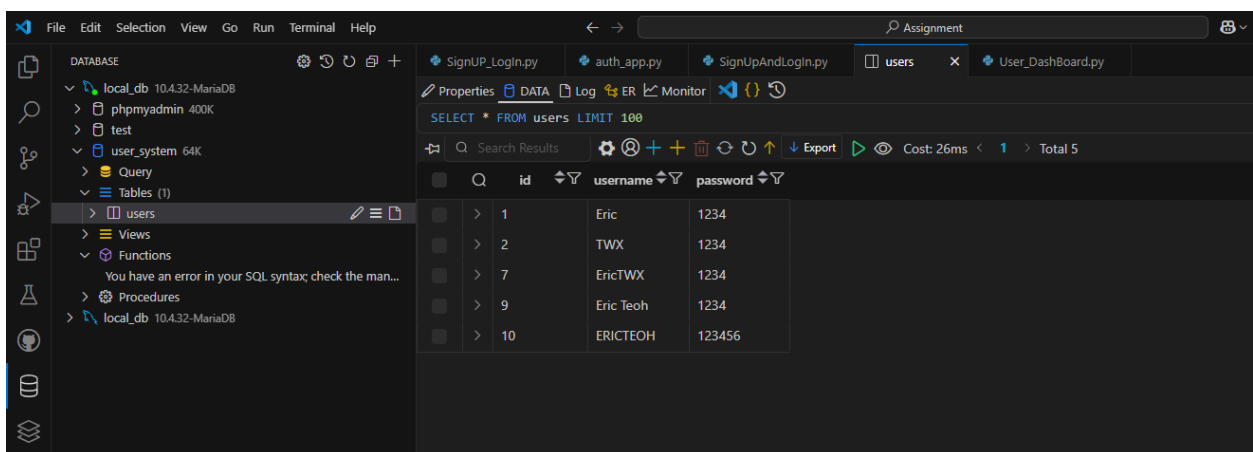 File Edit Selection View Go Run Terminal Help
Assignment
DATABASE
SignUP_LogIn.py auth_app.py SignUpAndLogIn.py users User_DashBoard.py
local_db 10.4.32-MariaDB
phpmyadmin 400K
test
user_system 64K
Query
Tables (1)
users
Views
Functions
You have an error in your SQL syntax; check the man...
Procedures
local_db 10.4.32-MariaDB
Properties DATA Log ER Monitor
SELECT * FROM users LIMIT 100
Search Results Export Cost: 26ms 1 Total 5
id username password
1 Eric 1234
2 TWX 1234
7 EricTWX 1234
9 Eric Teoh 1234
10 ERICTEOH 123456